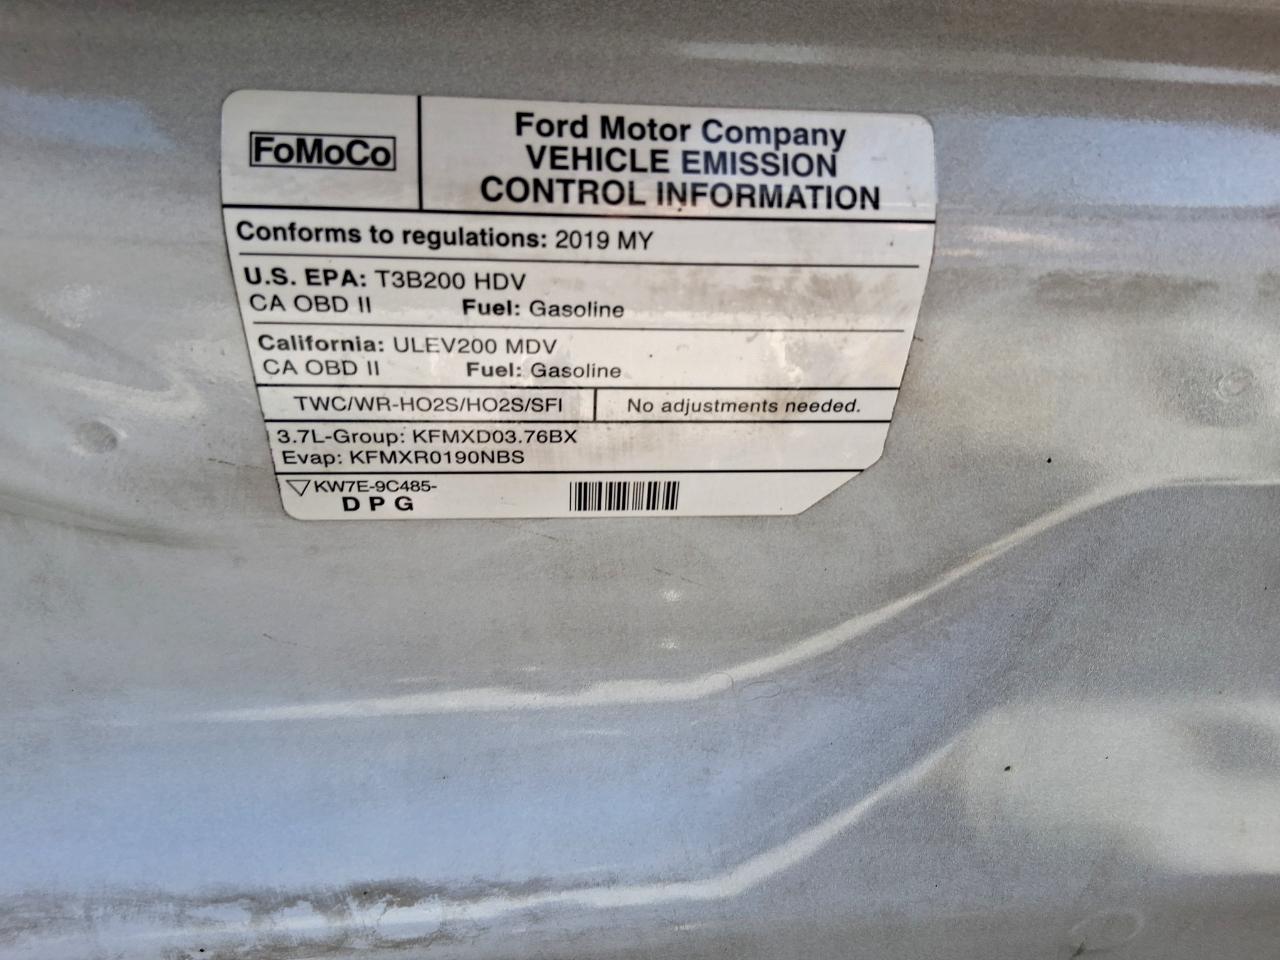 FoMoCo
Ford Motor Company
VEHICLE EMISSION
CONTROL INFORMATION
Conforms to regulations: 2019 MY
U.S. EPA: T3B200 HDV
CA OBD II Fuel: Gasoline
California: ULEV200 MDV
CA OBD II Fuel: Gasoline
TWC/WR-HO2S/HO2S/SFI No adjustments needed.
3.7L-Group: KFMXD03.76BX
Evap: KFMXR0190NBS
KW7E-9C485-
D P G